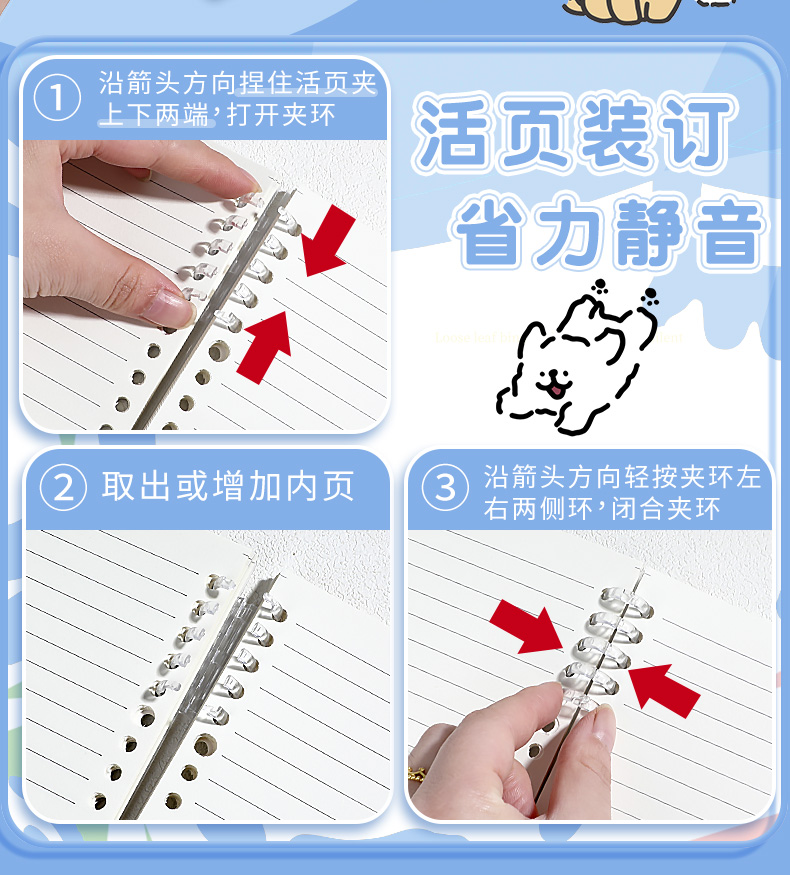 ① 沿箭头方向捏住活页夹
上下两端，打开夹环
活页装订
省力静音
② 取出或增加内页
③ 沿箭头方向轻按夹环左
右两侧环，闭合夹环